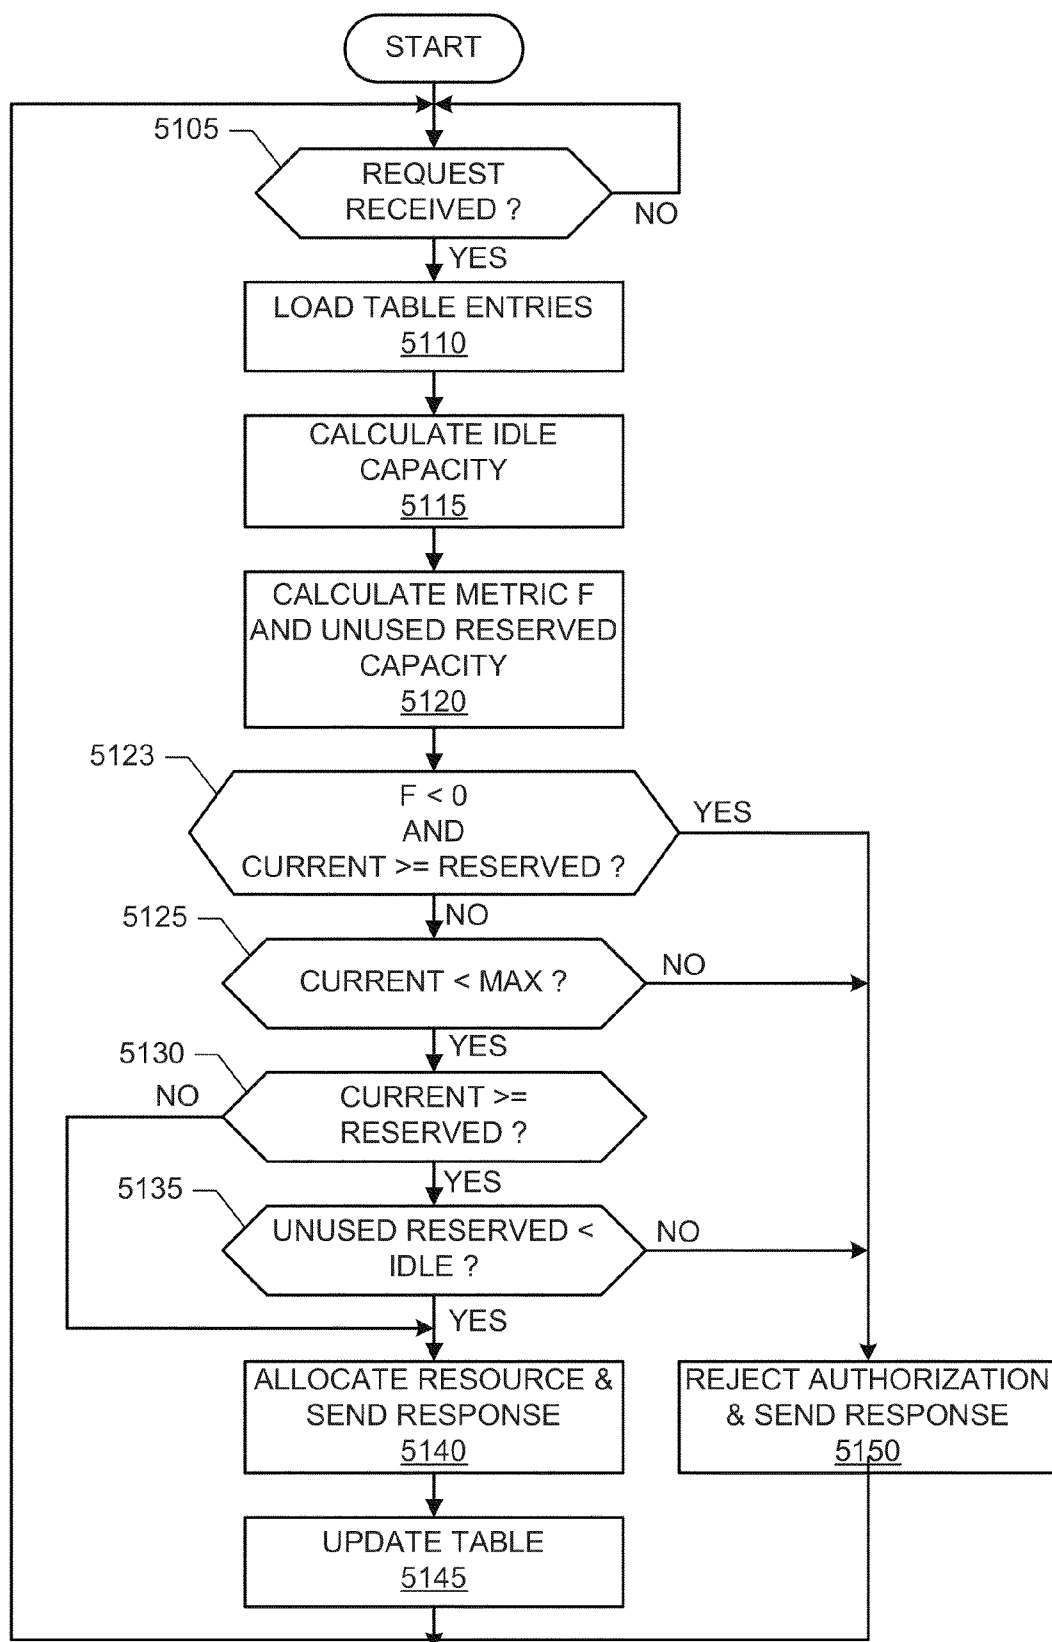 START
5105
REQUEST
RECEIVED ?
NO
YES
LOAD TABLE ENTRIES
5110
CALCULATE IDLE
CAPACITY
5115
CALCULATE METRIC F
AND UNUSED RESERVED
CAPACITY
5120
5123
F < 0
AND
CURRENT >= RESERVED ?
YES
NO
5125
CURRENT < MAX ?
NO
YES
5130
NO
CURRENT >=
RESERVED ?
YES
5135
UNUSED RESERVED <
IDLE ?
NO
YES
ALLOCATE RESOURCE &
SEND RESPONSE
5140
REJECT AUTHORIZATION
& SEND RESPONSE
5150
UPDATE TABLE
5145